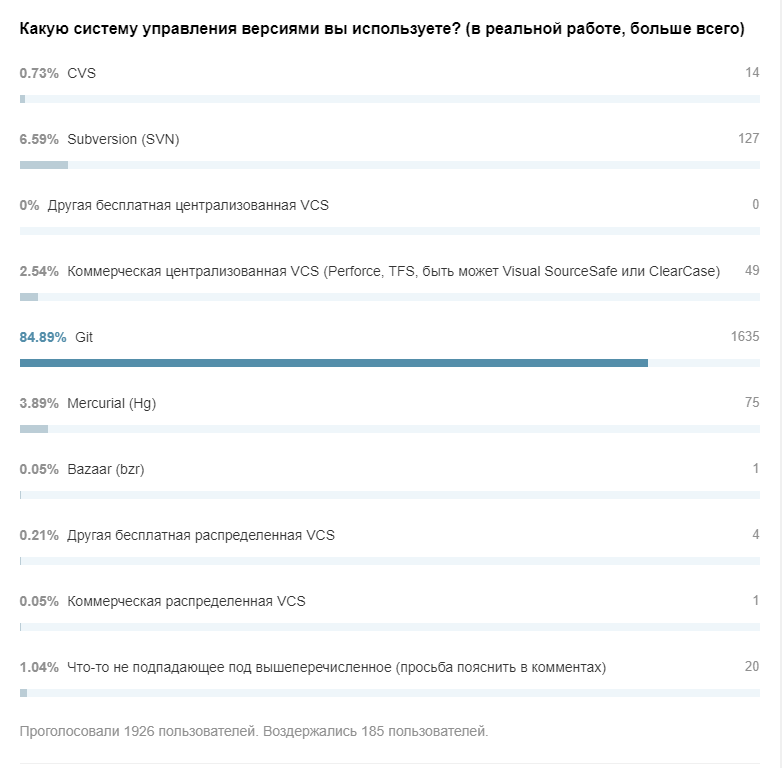 Какую систему управления версиями вы используете? (в реальной работе, больше всего)
0.73% CVS 14
6.59% Subversion (SVN) 127
0% Другая бесплатная централизованная VCS 0
2.54% Коммерческая централизованная VCS (Perforce, TFS, быть может Visual SourceSafe или ClearCase) 49
84.89% Git 1635
3.89% Mercurial (Hg) 75
0.05% Bazaar (bzr) 1
0.21% Другая бесплатная распределенная VCS 4
0.05% Коммерческая распределенная VCS 1
1.04% Что-то не подпадающее под вышеперечисленное (просьба пояснить в комментах) 20
Проголосовали 1926 пользователей. Воздержались 185 пользователей.